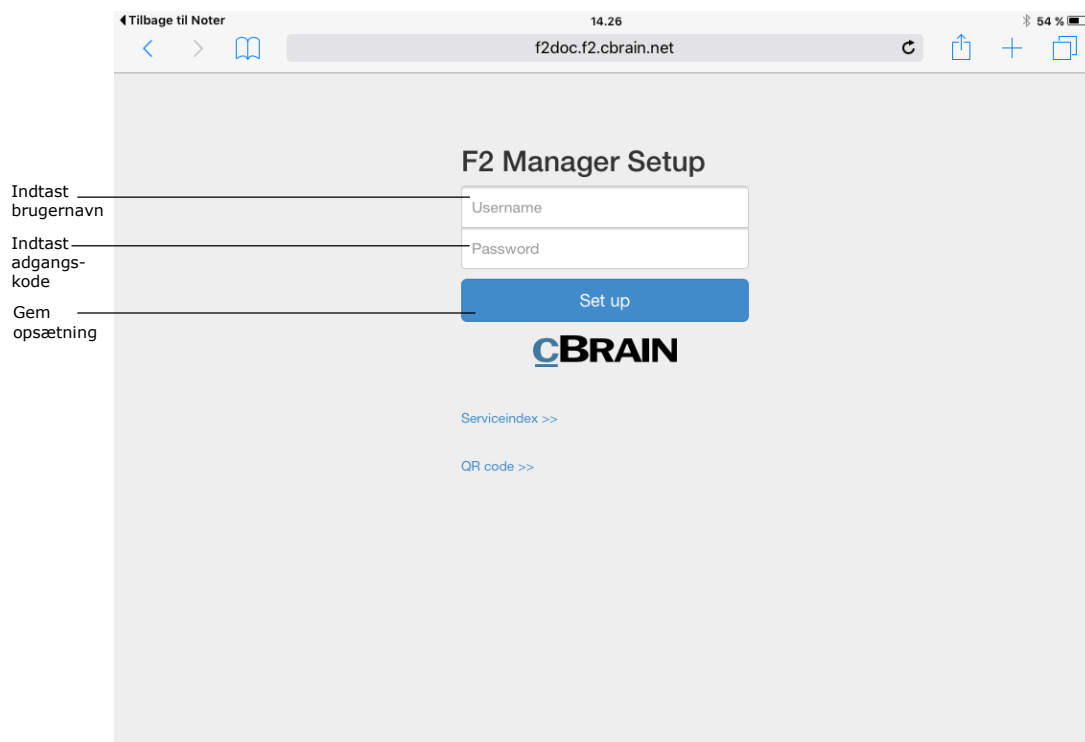 Tilbage til Noter 14.26 54 %
f2doc.f2.cbrain.net
F2 Manager Setup
Indtast
brugernavn
Username
Indtast
adgangs-
kode
Password
Gem
opsætning
Set up
cBRAIN
Serviceindex >>
QR code >>